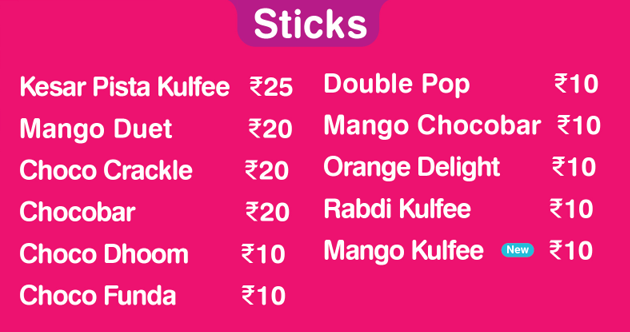 Sticks
Kesar Pista Kulfee ₹25
Mango Duet ₹20
Choco Crackle ₹20
Chocobar ₹20
Choco Dhoom ₹10
Choco Funda ₹10
Double Pop ₹10
Mango Chocobar ₹10
Orange Delight ₹10
Rabdi Kulfee ₹10
Mango Kulfee New ₹10